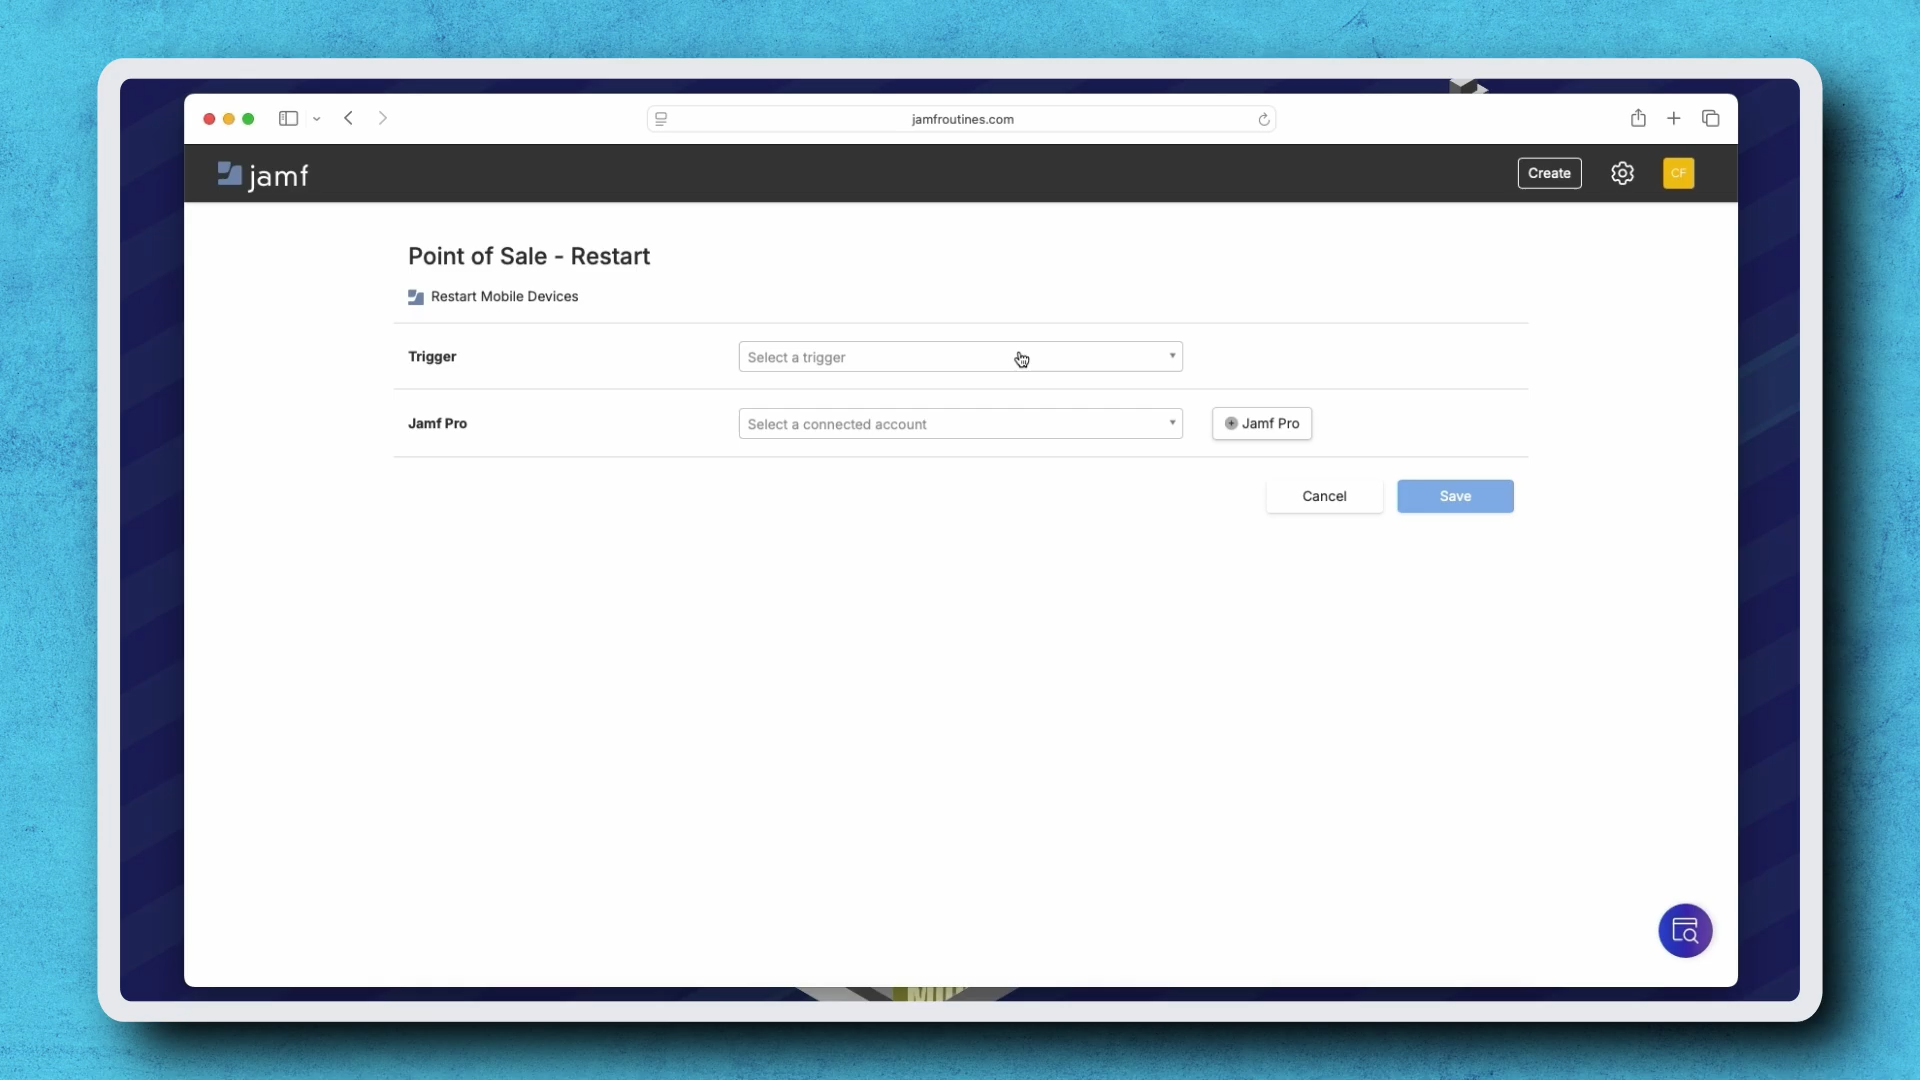 jamfroutines.com
jamf
Create
CF
Point of Sale - Restart
Restart Mobile Devices
Trigger
Select a trigger
Jamf Pro
Select a connected account
Jamf Pro
Cancel
Save